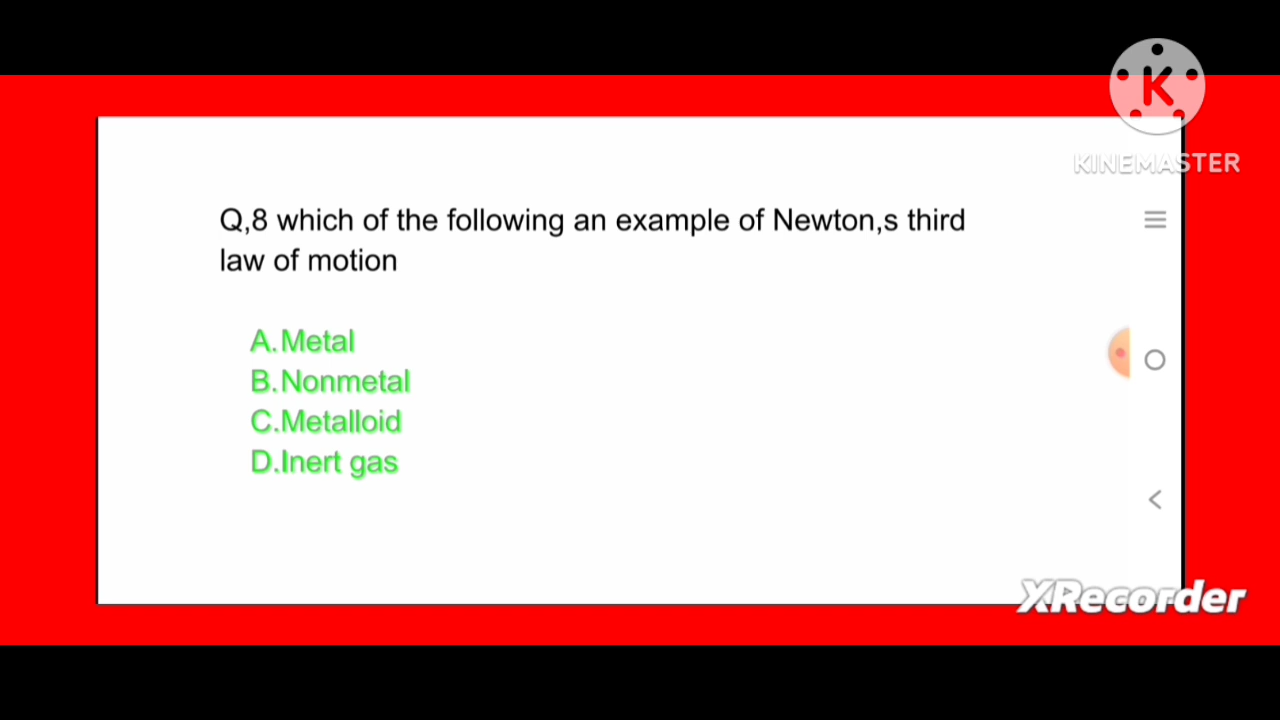 K
KINEMASTER
Q,8 which of the following an example of Newton,s third
law of motion
A.Metal
B.Nonmetal
C.Metalloid
D.Inert gas
XRecorder